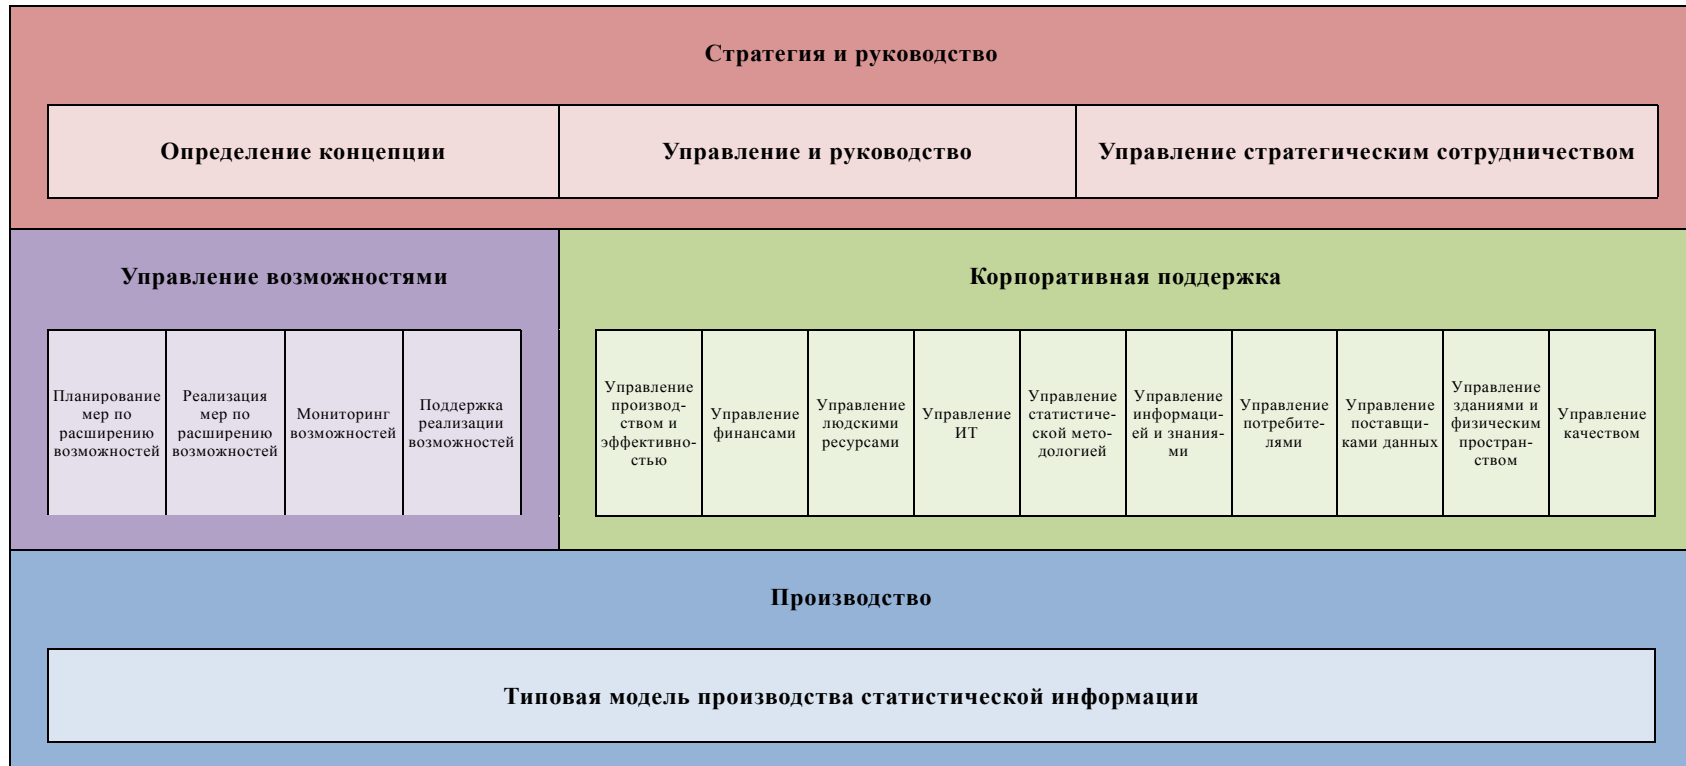 Стратегия и руководство
Определение концепции
Управление и руководство
Управление стратегическим сотрудничеством
Управление возможностями
Корпоративная поддержка
Планирование
мер по
расширению
возможностей
Реализация
мер по
расширению
возможностей
Мониторинг
возможностей
Поддержка
реализации
возможностей
Управление
производ-
ством и
эффективно-
стью
Управление
финансами
Управление
людскими
ресурсами
Управление
ИТ
Управление
статистиче-
ской мето-
дологией
Управление
информаци-
ей и знания-
ми
Управление
потребите-
лями
Управление
поставщи-
ками данных
Управление
зданиями и
физическим
простран-
ством
Управление
качеством
Производство
Типовая модель производства статистической информации